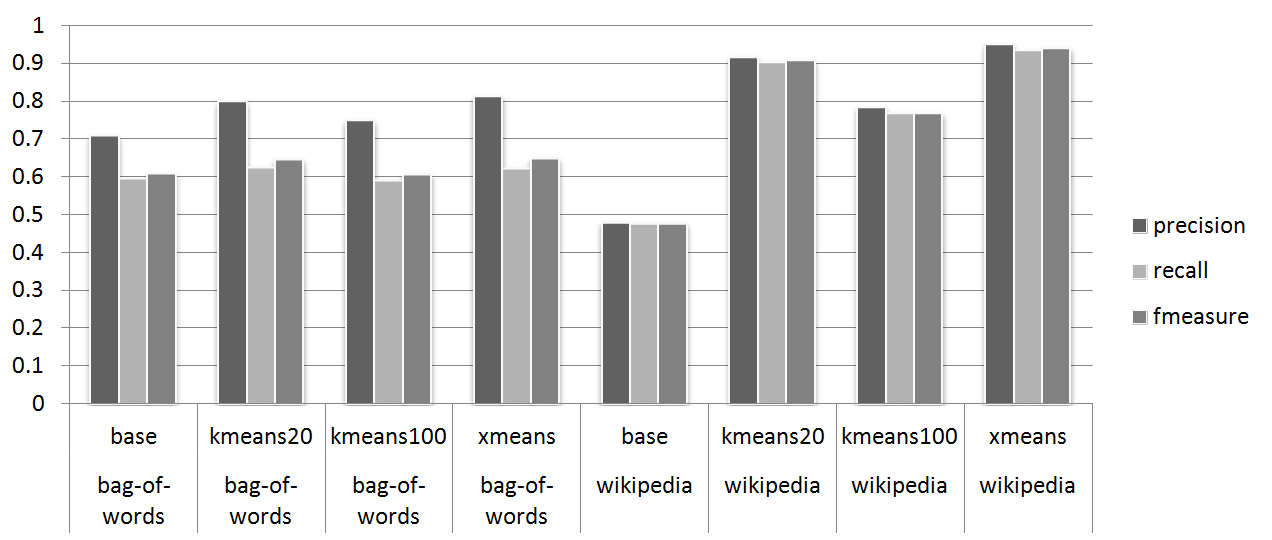 1
0.9
0.8
0.7
0.6
0.5
0.4
0.3
0.2
0.1
0
base kmeans20 kmeans100 xmeans base kmeans20 kmeans100 xmeans
bag-of- bag-of- bag-of- bag-of- wikipedia wikipedia wikipedia wikipedia
words words words words
precision
recall
fmeasure